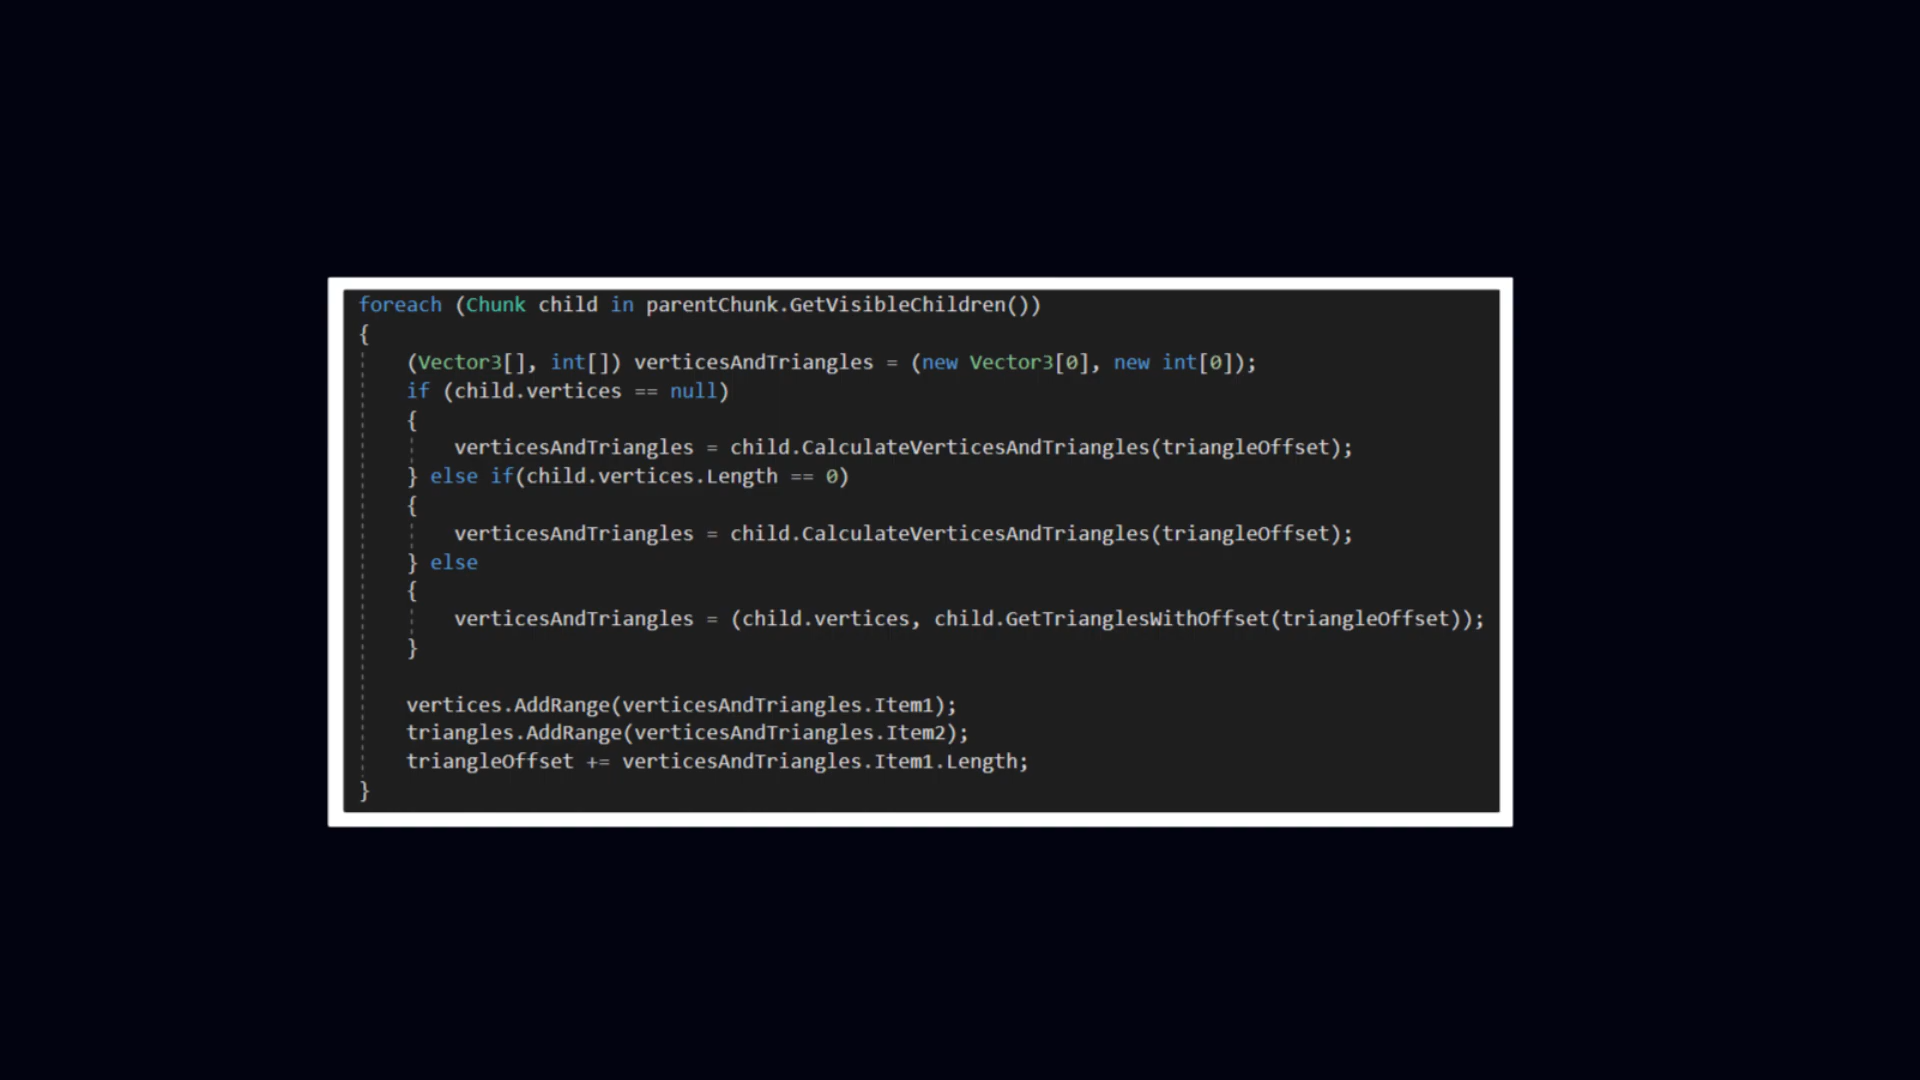 foreach (Chunk child in parentChunk.GetVisibleChildren())
{
    (Vector3[], int[]) verticesAndTriangles = (new Vector3[0], new int[0]);
    if (child.vertices == null)
    {
        verticesAndTriangles = child.CalculateVerticesAndTriangles(triangleOffset);
    } else if(child.vertices.Length == 0)
    {
        verticesAndTriangles = child.CalculateVerticesAndTriangles(triangleOffset);
    } else
    {
        verticesAndTriangles = (child.vertices, child.GetTrianglesWithOffset(triangleOffset));
    }

    vertices.AddRange(verticesAndTriangles.Item1);
    triangles.AddRange(verticesAndTriangles.Item2);
    triangleOffset += verticesAndTriangles.Item1.Length;
}